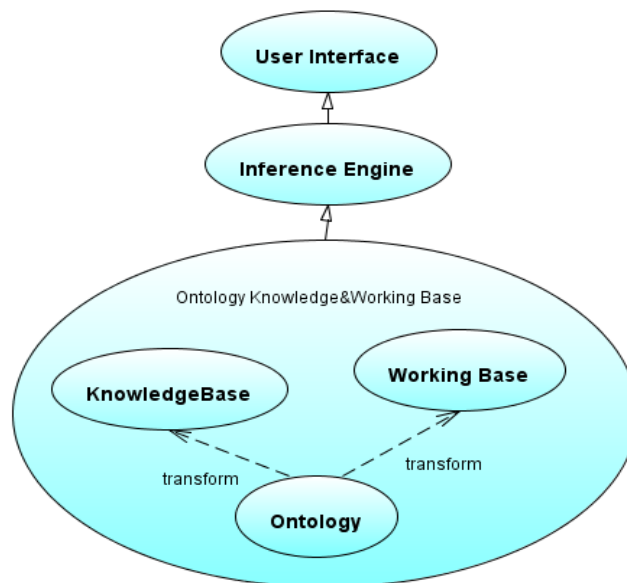 User Interface
Inference Engine
Ontology Knowledge&Working Base
KnowledgeBase
Working Base
transform
transform
Ontology